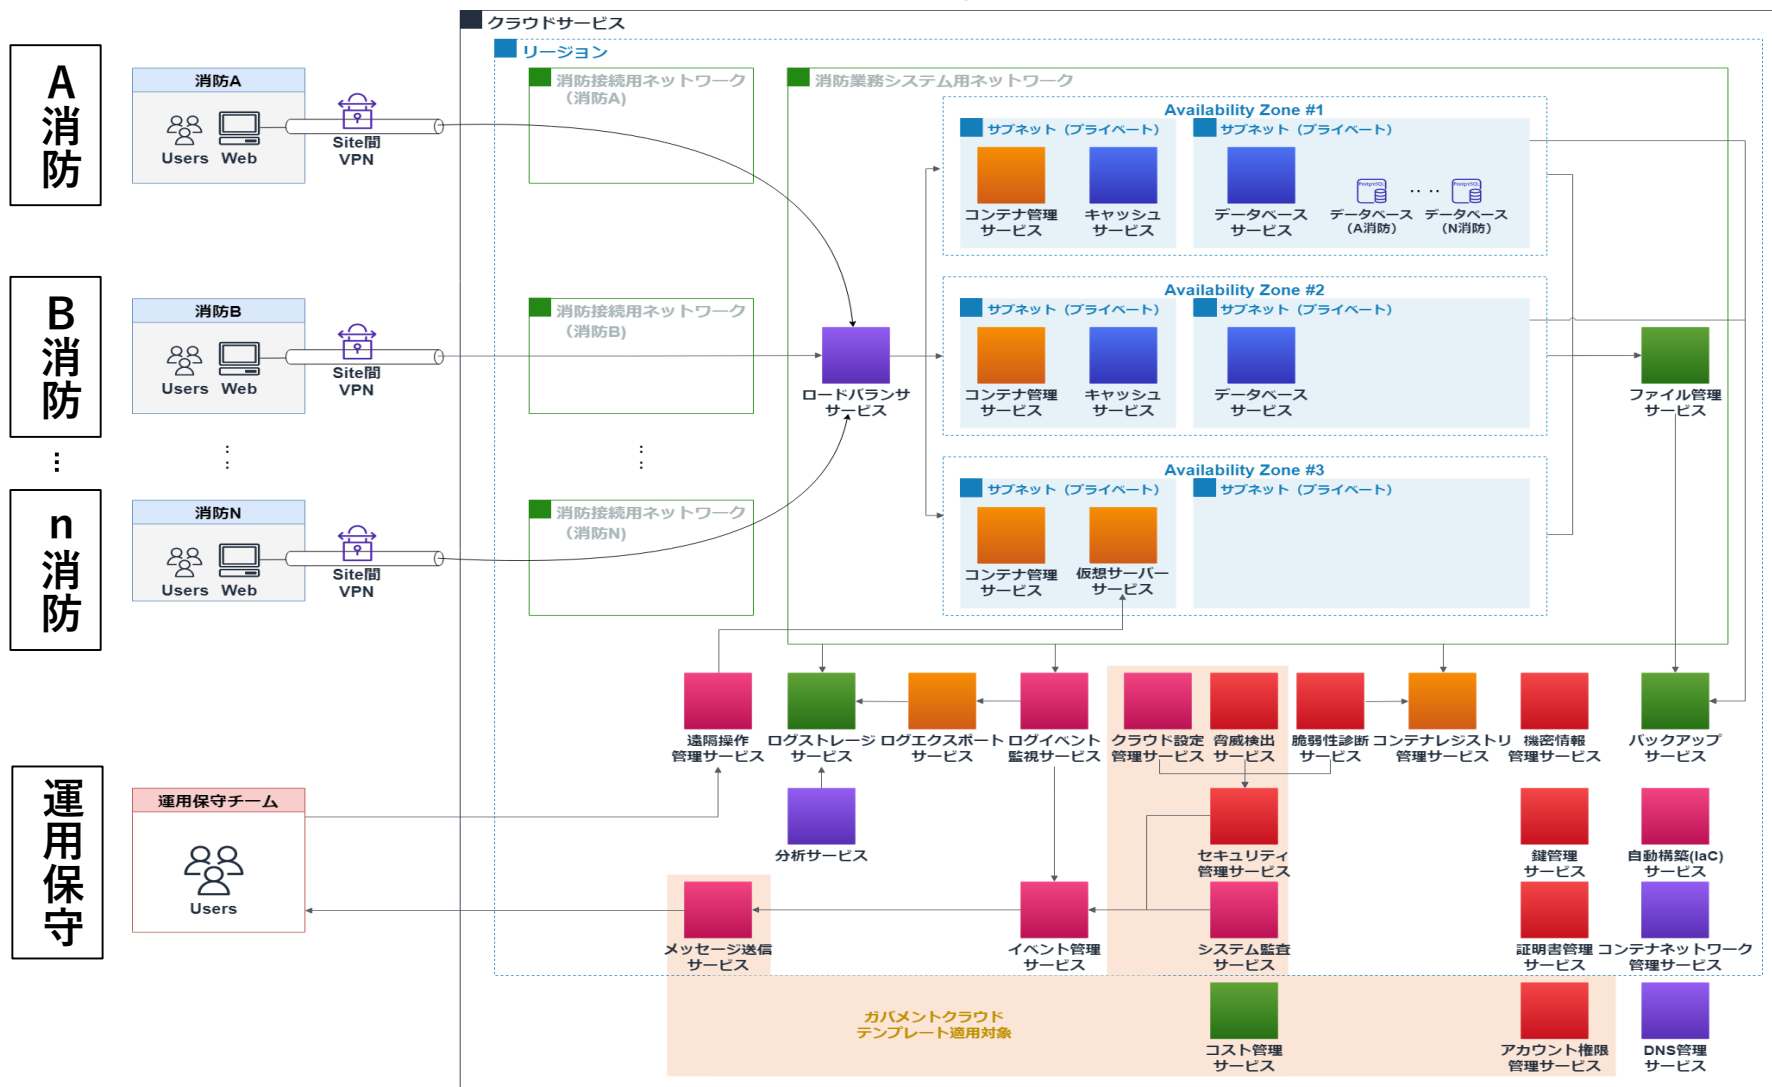 クラウドサービス
リージョン
A消防
消防A
Users Web
Site間
VPN
消防接続用ネットワーク
（消防A)
消防業務システム用ネットワーク
Availability Zone #1
サブネット（プライベート）
サブネット（プライベート）
コンテナ管理
サービス
キャッシュ
サービス
データベース
サービス
PostgreSQL
‥‥
PostgreSQL
データベース
（A消防）
データベース
（N消防）
B消防
消防B
Users Web
Site間
VPN
消防接続用ネットワーク
（消防B)
ロードバランサ
サービス
Availability Zone #2
サブネット（プライベート）
サブネット（プライベート）
コンテナ管理
サービス
キャッシュ
サービス
データベース
サービス
ファイル管理
サービス
…
n消防
消防N
Users Web
Site間
VPN
消防接続用ネットワーク
（消防N)
Availability Zone #3
サブネット（プライベート）
サブネット（プライベート）
コンテナ管理
サービス
仮想サーバー
サービス
遠隔操作
管理サービス
ログストレージ
サービス
ログエクスポート
サービス
ログイベント
監視サービス
クラウド設定
管理サービス
脅威検出
サービス
脆弱性診断
サービス
コンテナレジストリ
管理サービス
機密情報
管理サービス
バックアップ
サービス
運用保守
運用保守チーム
Users
分析サービス
セキュリティ
管理サービス
鍵管理
サービス
自動構築(IaC)
サービス
メッセージ送信
サービス
イベント管理
サービス
システム監査
サービス
証明書管理
サービス
コンテナネットワーク
管理サービス
ガバメントクラウド
テンプレート適用対象
コスト管理
サービス
アカウント権限
管理サービス
DNS管理
サービス